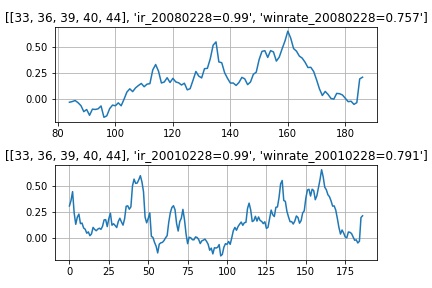 [[33, 36, 39, 40, 44], 'ir_20080228=0.99', 'winrate_20080228=0.757']
0.50
0.25
0.00
80 100 120 140 160 180
[[33, 36, 39, 40, 44], 'ir_20010228=0.99', 'winrate_20010228=0.791']
0.50
0.25
0.00
0 25 50 75 100 125 150 175